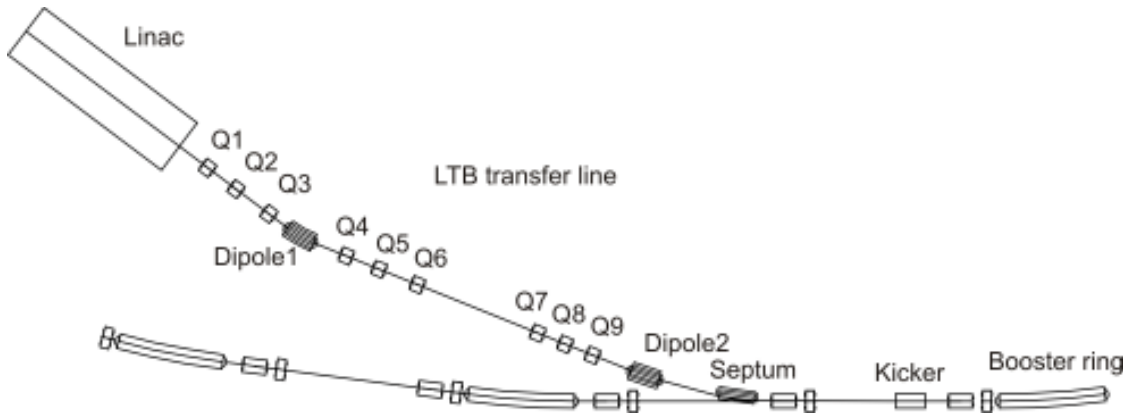 Linac
Q1
Q2
Q3
LTB transfer line
Q4
Q5
Q6
Dipole1
Q7
Q8
Q9
Dipole2
Septum
Kicker
Booster ring